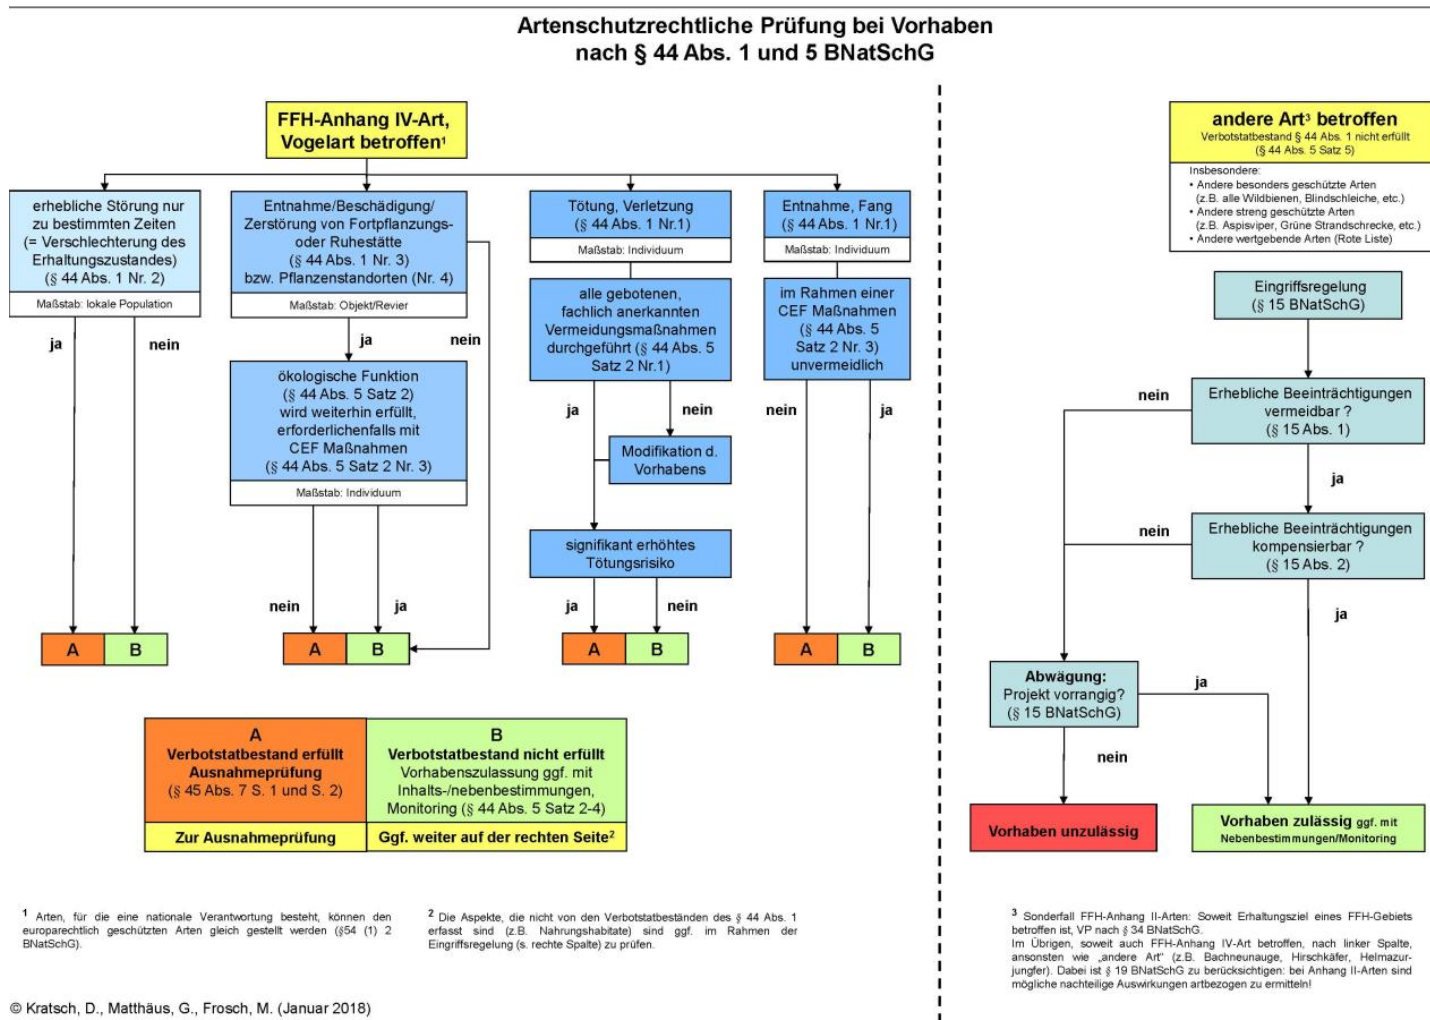 Artenschutzrechtliche Prüfung bei Vorhaben
nach § 44 Abs. 1 und 5 BNatSchG
FFH-Anhang IV-Art,
Vogelart betroffen¹
erhebliche Störung nur
zu bestimmten Zeiten
(= Verschlechterung des
Erhaltungszustandes)
(§ 44 Abs. 1 Nr. 2)
Maßstab: lokale Population
ja
nein
Entnahme/Beschädigung/
Zerstörung von Fortpflanzungs-
oder Ruhestätte
(§ 44 Abs. 1 Nr. 3)
bzw. Pflanzenstandorten (Nr. 4)
Maßstab: Objekt/Revier
ja
nein
ökologische Funktion
(§ 44 Abs. 5 Satz 2)
wird weiterhin erfüllt,
erforderlichenfalls mit
CEF Maßnahmen
(§ 44 Abs. 5 Satz 2 Nr. 3)
Maßstab: Individuum
nein
ja
Tötung, Verletzung
(§ 44 Abs. 1 Nr.1)
Maßstab: Individuum
alle gebotenen,
fachlich anerkannten
Vermeidungsmaßnahmen
durchgeführt (§ 44 Abs. 5
Satz 2 Nr.1)
ja
nein
Modifikation d.
Vorhabens
signifikant erhöhtes
Tötungsrisiko
ja
nein
Entnahme, Fang
(§ 44 Abs. 1 Nr.1)
Maßstab: Individuum
im Rahmen einer
CEF Maßnahmen
(§ 44 Abs. 5
Satz 2 Nr. 3)
unvermeidlich
nein
ja
A B
A B
A B
A B
A
Verbotstatbestand erfüllt
Ausnahmeprüfung
(§ 45 Abs. 7 S. 1 und S. 2)
Zur Ausnahmeprüfung
B
Verbotstatbestand nicht erfüllt
Vorhabenszulassung ggf. mit
Inhalts-/nebenbestimmungen,
Monitoring (§ 44 Abs. 5 Satz 2-4)
Ggf. weiter auf der rechten Seite²
andere Art³ betroffen
Verbotstatbestand § 44 Abs. 1 nicht erfüllt
(§ 44 Abs. 5 Satz 5)
Insbesondere:
• Andere besonders geschützte Arten
(z.B. alle Wildbienen, Blindschleiche, etc.)
• Andere streng geschützte Arten
(z.B. Aspisviper, Grüne Strandschrecke, etc.)
• Andere wertgebende Arten (Rote Liste)
Eingriffsregelung
(§ 15 BNatSchG)
nein
Erhebliche Beeinträchtigungen
vermeidbar ?
(§ 15 Abs. 1)
ja
nein
Erhebliche Beeinträchtigungen
kompensierbar ?
(§ 15 Abs. 2)
ja
Abwägung:
Projekt vorrangig?
(§ 15 BNatSchG)
ja
nein
Vorhaben unzulässig
Vorhaben zulässig ggf. mit
Nebenbestimmungen/Monitoring
¹ Arten, für die eine nationale Verantwortung besteht, können den
europarechtlich geschützten Arten gleich gestellt werden (§54 (1) 2
BNatSchG).
² Die Aspekte, die nicht von den Verbotstatbeständen des § 44 Abs. 1
erfasst sind (z.B. Nahrungshabitate) sind ggf. im Rahmen der
Eingriffsregelung (s. rechte Spalte) zu prüfen.
³ Sonderfall FFH-Anhang II-Arten: Soweit Erhaltungsziel eines FFH-Gebiets
betroffen ist, VP nach § 34 BNatSchG.
Im Übrigen, soweit auch FFH-Anhang IV-Art betroffen, nach linker Spalte,
ansonsten wie „andere Art“ (z.B. Bachneunauge, Hirschkäfer, Helmazur-
jungfer). Dabei ist § 19 BNatSchG zu berücksichtigen: bei Anhang II-Arten sind
mögliche nachteilige Auswirkungen artbezogen zu ermitteln!
© Kratsch, D., Matthäus, G., Frosch, M. (Januar 2018)